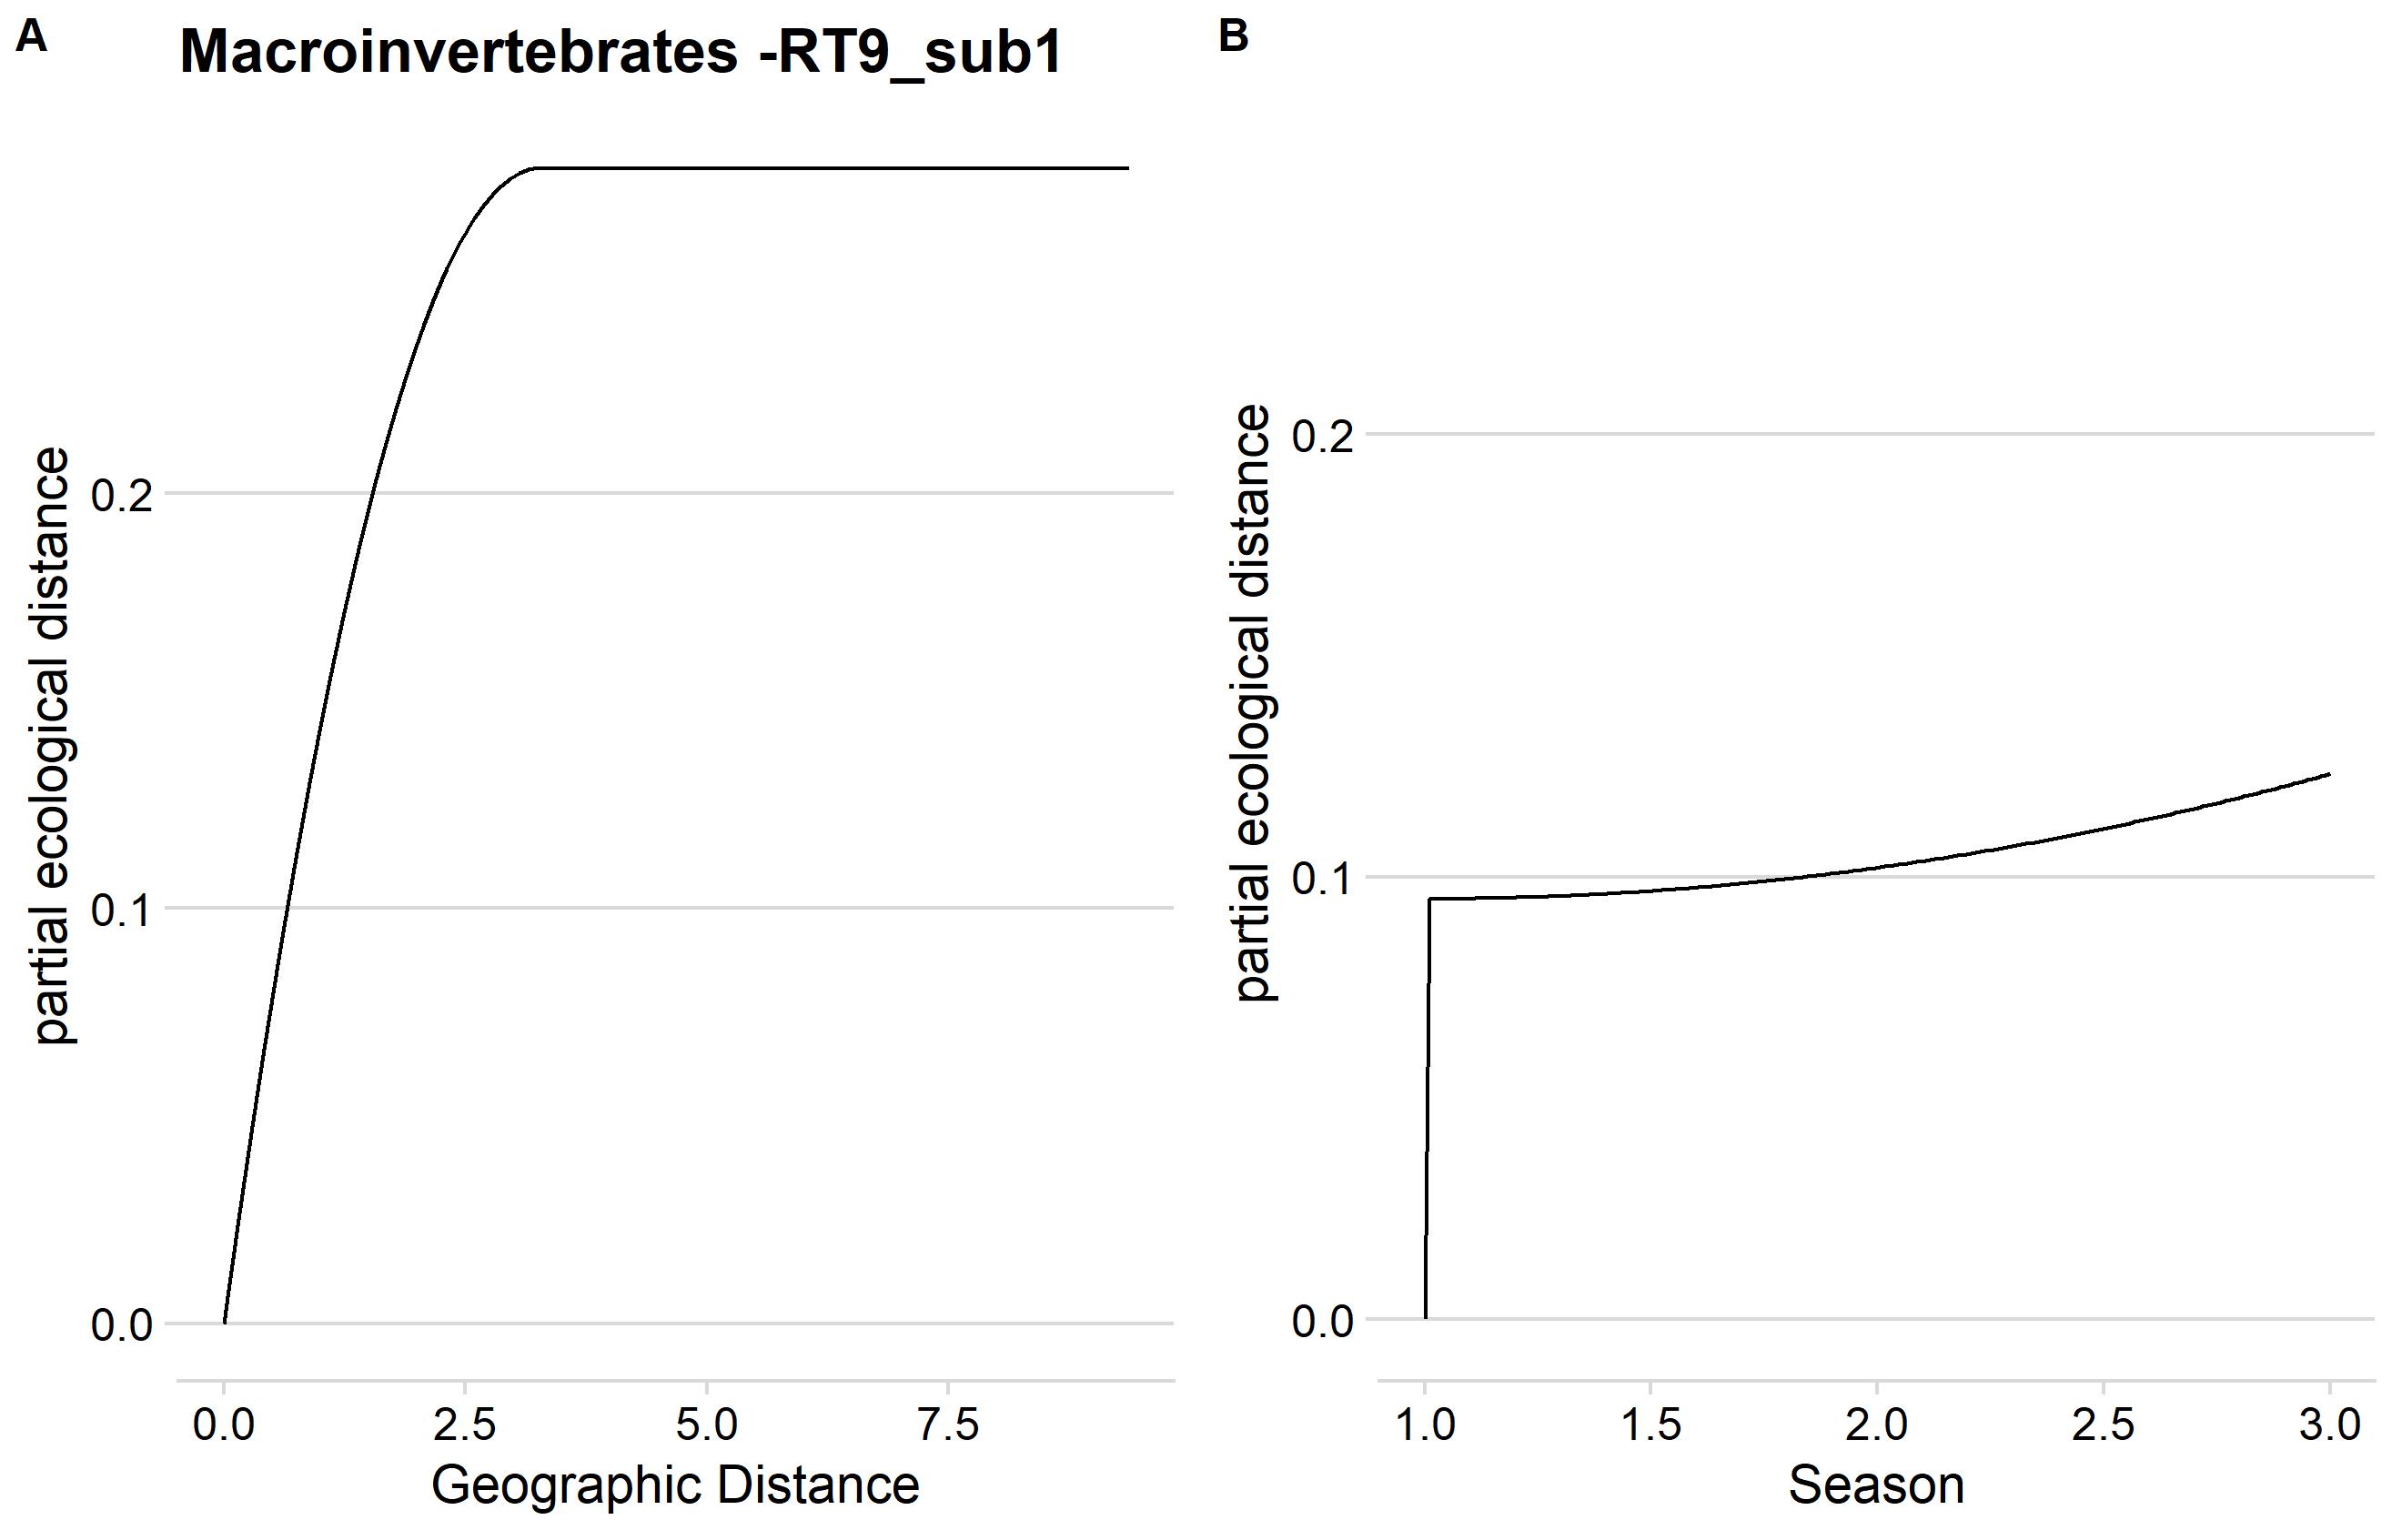 A
Macroinvertebrates -RT9_sub1
partial ecological distance
0.2
0.1
0.0
0.0 2.5 5.0 7.5
Geographic Distance
B
partial ecological distance
0.2
0.1
0.0
1.0 1.5 2.0 2.5 3.0
Season